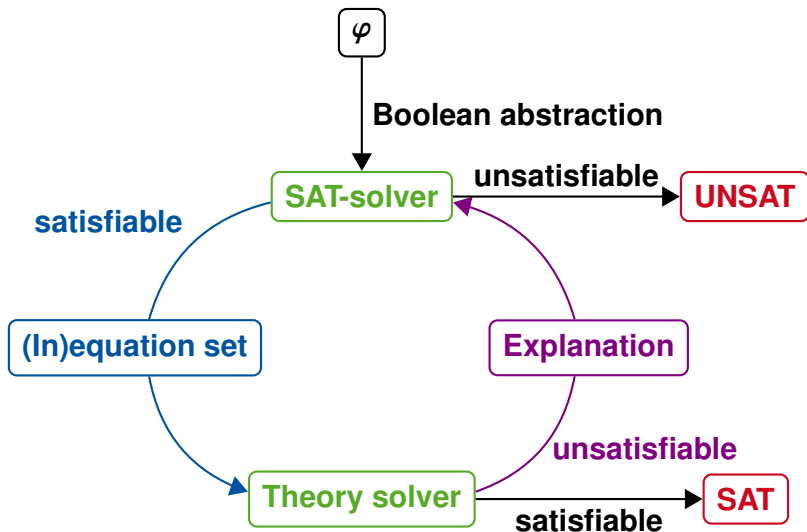 φ
Boolean abstraction
SAT-solver
unsatisfiable
UNSAT
satisfiable
(In)equation set
Explanation
unsatisfiable
Theory solver
SAT
satisfiable